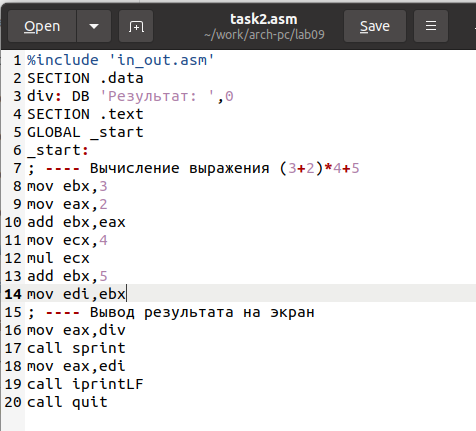 Open
task2.asm
~/work/arch-pc/lab09
Save
1 %include 'in_out.asm'
2 SECTION .data
3 div: DB 'Результат: ',0
4 SECTION .text
5 GLOBAL _start
6 _start:
7 ; ---- Вычисление выражения (3+2)*4+5
8 mov ebx,3
9 mov eax,2
10 add ebx,eax
11 mov ecx,4
12 mul ecx
13 add ebx,5
14 mov edi,ebx
15 ; ---- Вывод результата на экран
16 mov eax,div
17 call sprint
18 mov eax,edi
19 call iprintLF
20 call quit